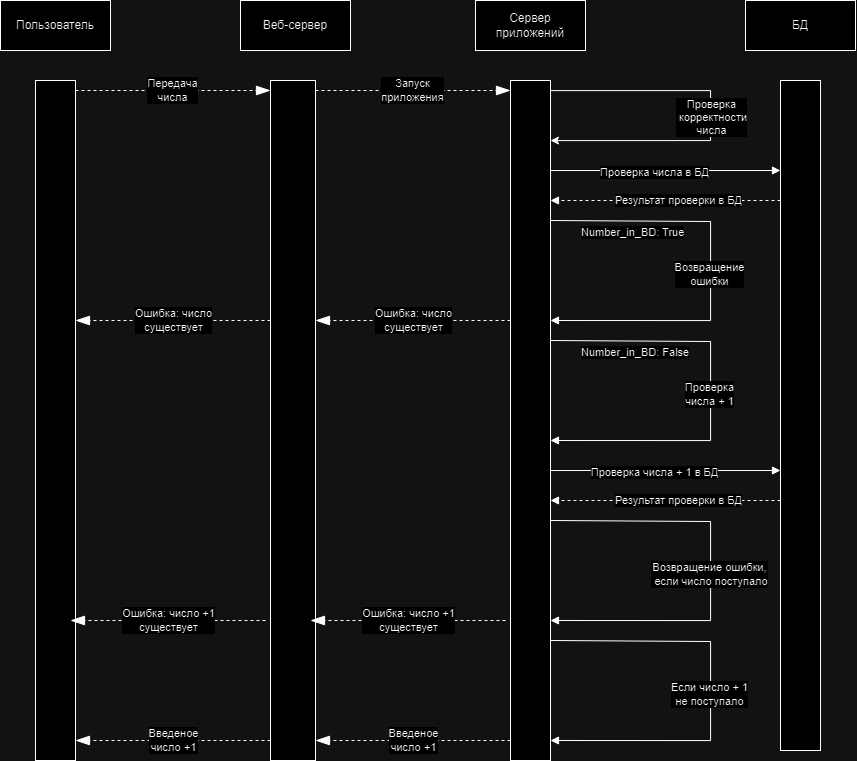 Пользователь
Веб-сервер
Сервер
приложений
БД
Передача
числа
Запуск
приложения
Проверка
корректности
числа
Проверка числа в БД
Результат проверки в БД
Number_in_BD: True
Возвращение
ошибки
Ошибка: число
существует
Ошибка: число
существует
Number_in_BD: False
Проверка
числа + 1
Проверка числа + 1 в БД
Результат проверки в БД
Возвращение ошибки,
если число поступало
Ошибка: число +1
существует
Ошибка: число +1
существует
Если число + 1
не поступало
Введеное
число +1
Введеное
число +1